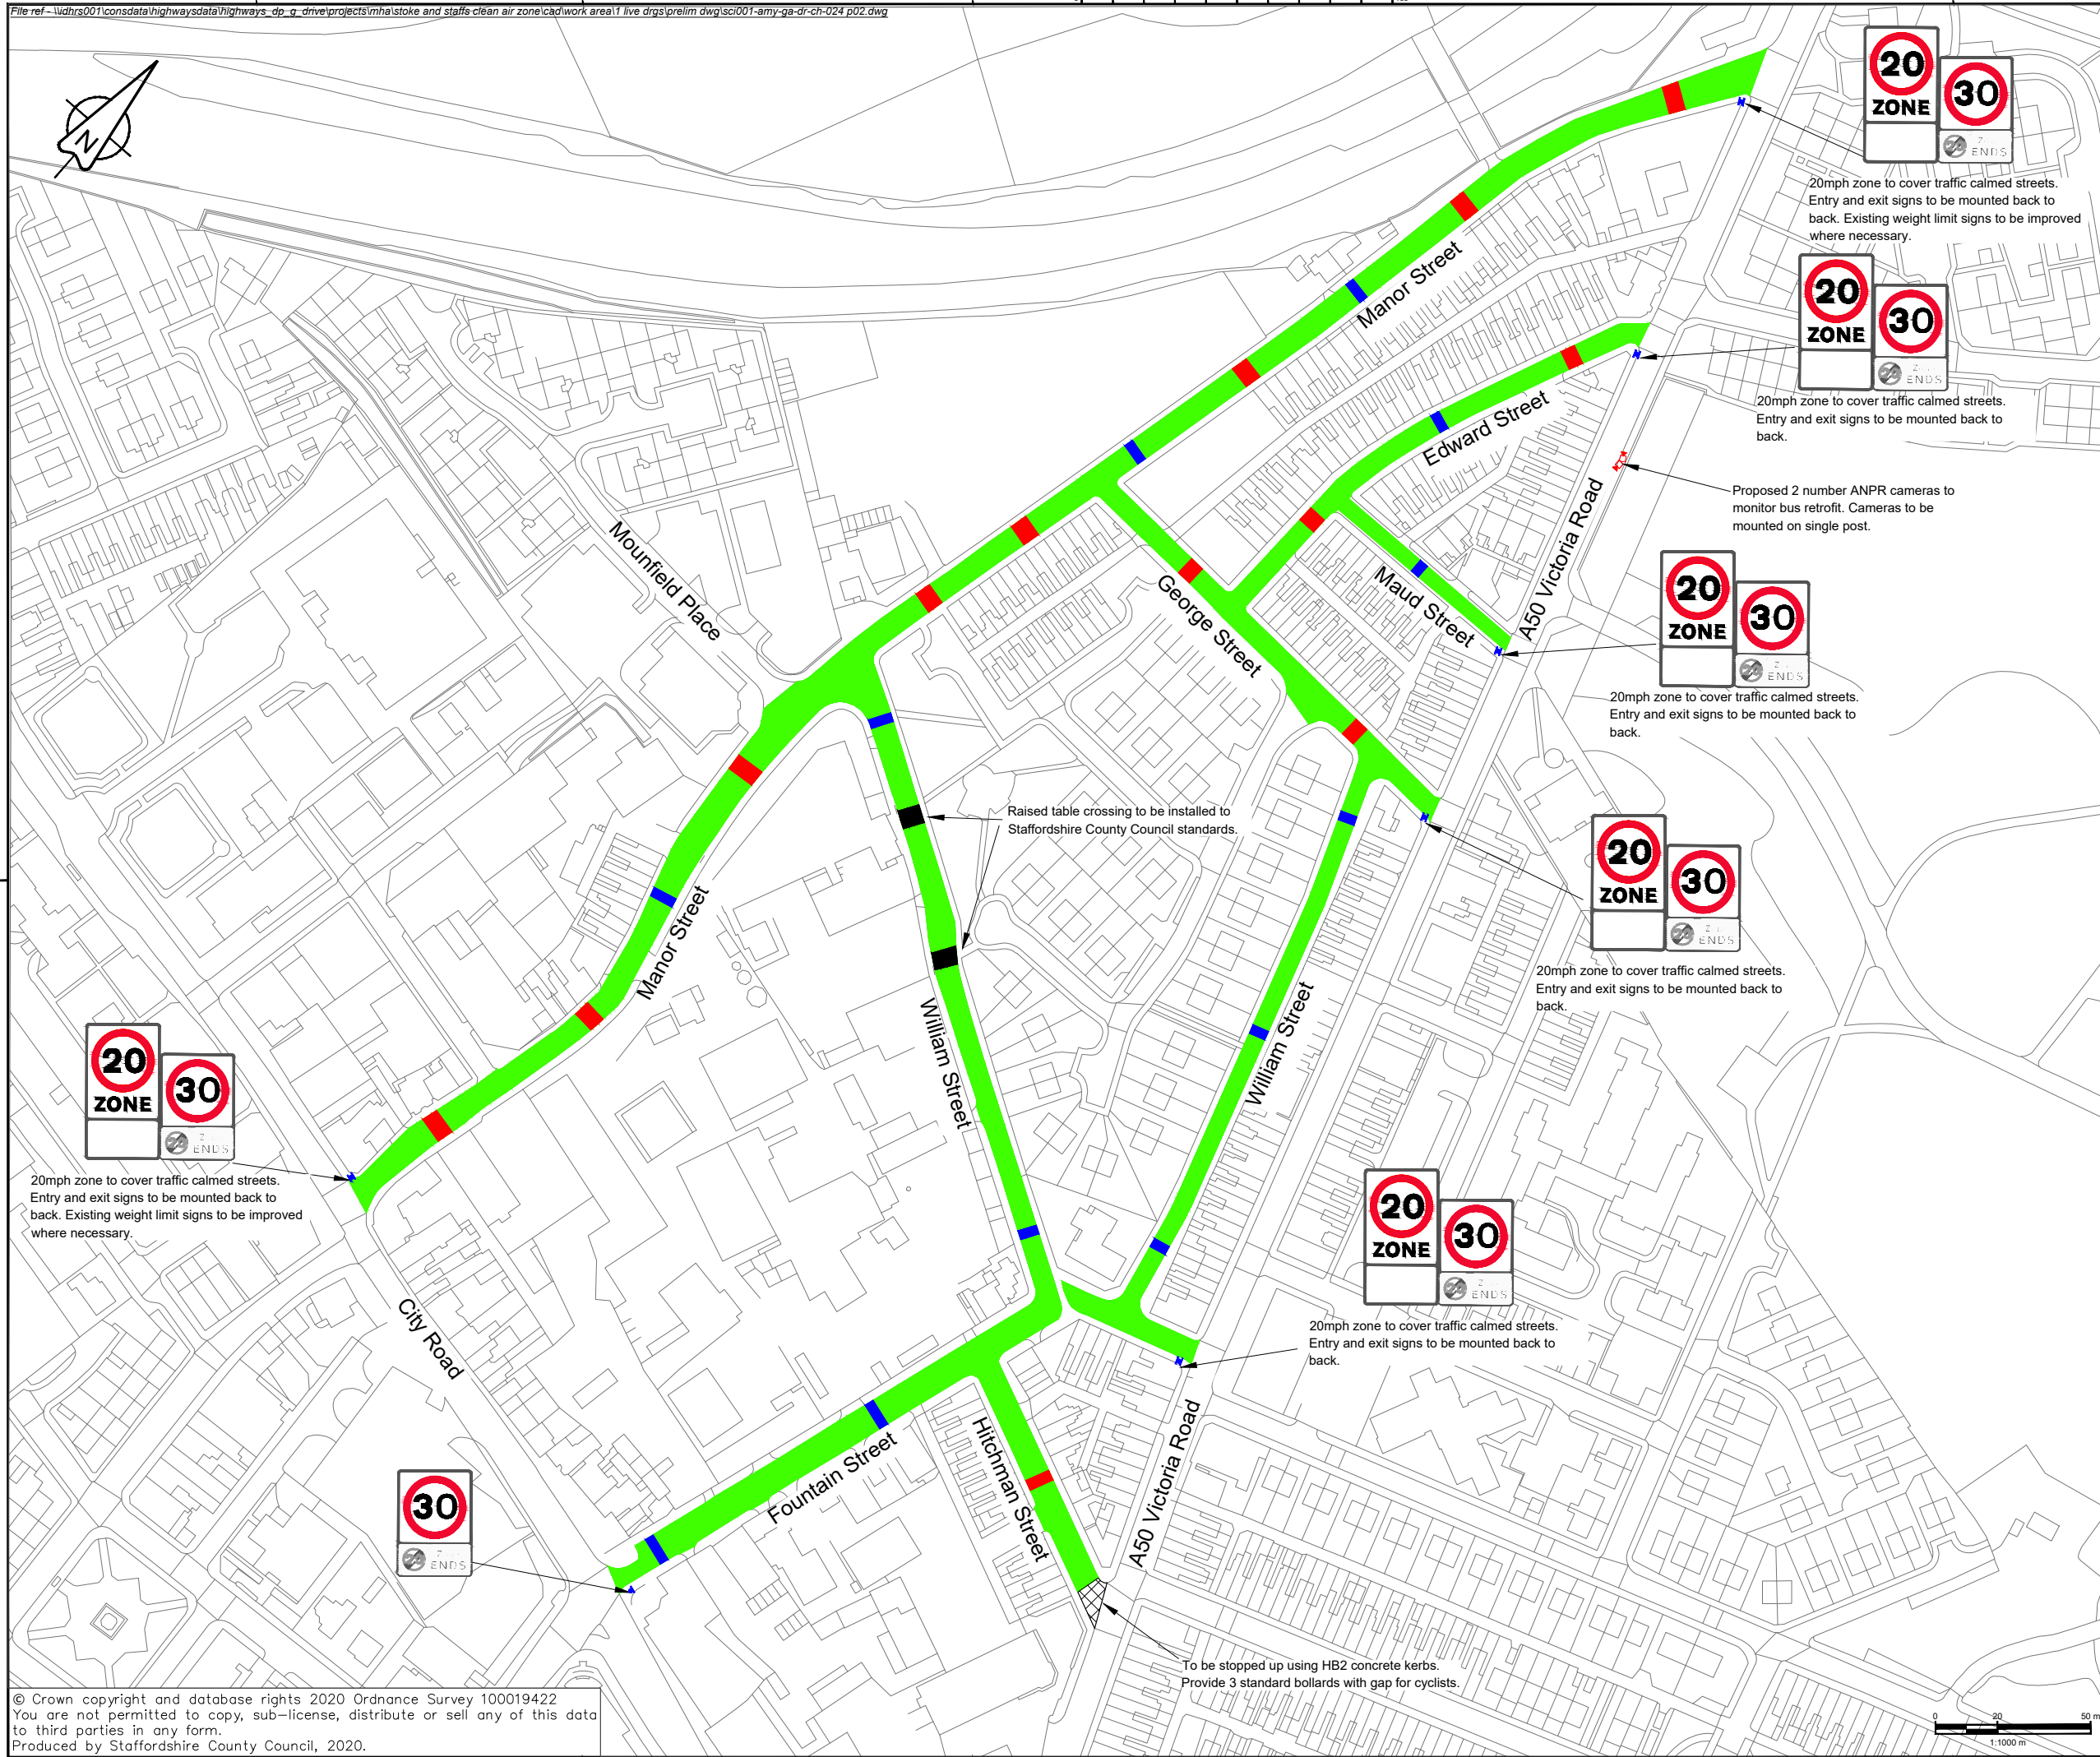 File ref - \\idhrs001\consdata\highwaysdata\highways_dp_g_drive\projects\mha\stoke and staffs clean air zone\cad\work area\1 live drgs\prelim dwg\sci001-amy-ga-dr-ch-024 p02.dwg
N
20
ZONE
30
ENDS
20mph zone to cover traffic calmed streets.
Entry and exit signs to be mounted back to
back. Existing weight limit signs to be improved
where necessary.
20
ZONE
30
ENDS
20mph zone to cover traffic calmed streets.
Entry and exit signs to be mounted back to
back.
Manor Street
Edward Street
Proposed 2 number ANPR cameras to
monitor bus retrofit. Cameras to be
mounted on single post.
A50 Victoria Road
Mounfield Place
George Street
Maud Street
20
ZONE
30
ENDS
20mph zone to cover traffic calmed streets.
Entry and exit signs to be mounted back to
back.
Raised table crossing to be installed to
Staffordshire County Council standards.
20
ZONE
30
ENDS
20mph zone to cover traffic calmed streets.
Entry and exit signs to be mounted back to
back.
Manor Street
William Street
William Street
20
ZONE
30
ENDS
20mph zone to cover traffic calmed streets.
Entry and exit signs to be mounted back to
back. Existing weight limit signs to be improved
where necessary.
20
ZONE
30
ENDS
20mph zone to cover traffic calmed streets.
Entry and exit signs to be mounted back to
back.
City Road
Fountain Street
Hitchman Street
A50 Victoria Road
30
ENDS
To be stopped up using HB2 concrete kerbs.
Provide 3 standard bollards with gap for cyclists.
© Crown copyright and database rights 2020 Ordnance Survey 100019422
You are not permitted to copy, sub-license, distribute or sell any of this data
to third parties in any form.
Produced by Staffordshire County Council, 2020.
0 20 50 m
1:1000 m